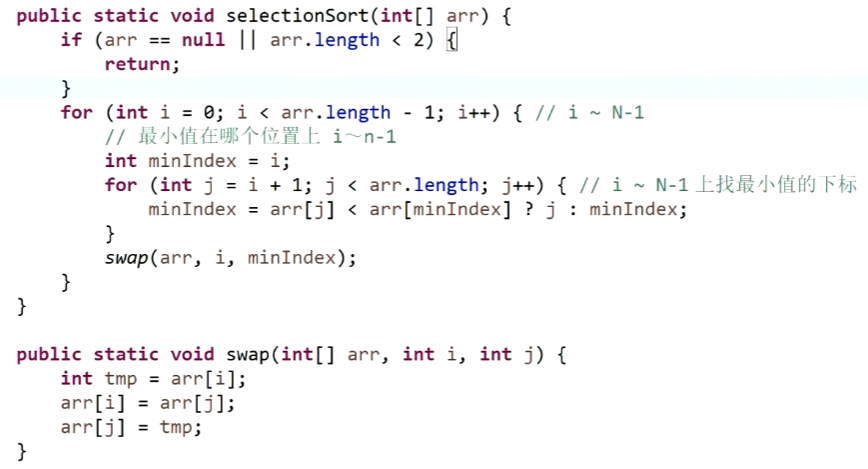 public static void selectionSort(int[] arr) {
    if (arr == null || arr.length < 2) {
        return;
    }
    for (int i = 0; i < arr.length - 1; i++) { // i ~ N-1
        // 最小值在哪个位置上 i～n-1
        int minIndex = i;
        for (int j = i + 1; j < arr.length; j++) { // i ~ N-1 上找最小值的下标
            minIndex = arr[j] < arr[minIndex] ? j : minIndex;
        }
        swap(arr, i, minIndex);
    }
}

public static void swap(int[] arr, int i, int j) {
    int tmp = arr[i];
    arr[i] = arr[j];
    arr[j] = tmp;
}